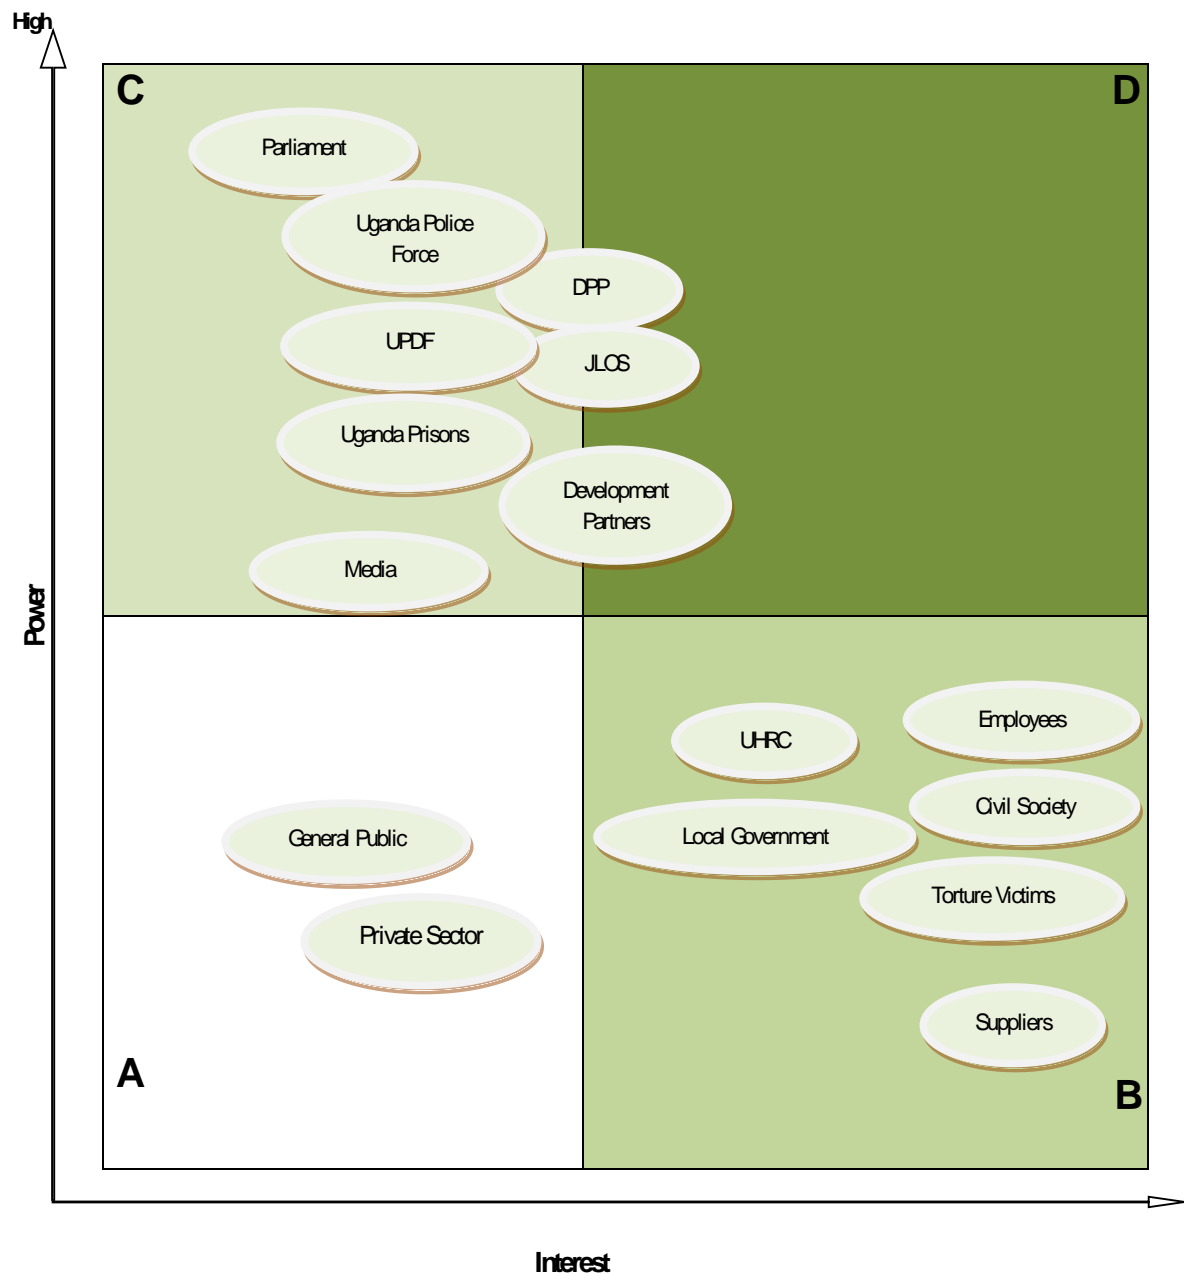 High
C
D
Parliament
Uganda Police
Force
DPP
UPDF
JLOS
Uganda Prisons
Development
Partners
Media
Power
Employees
UHRC
Civil Society
General Public
Local Government
Torture Victims
Private Sector
Suppliers
A
B
Interest